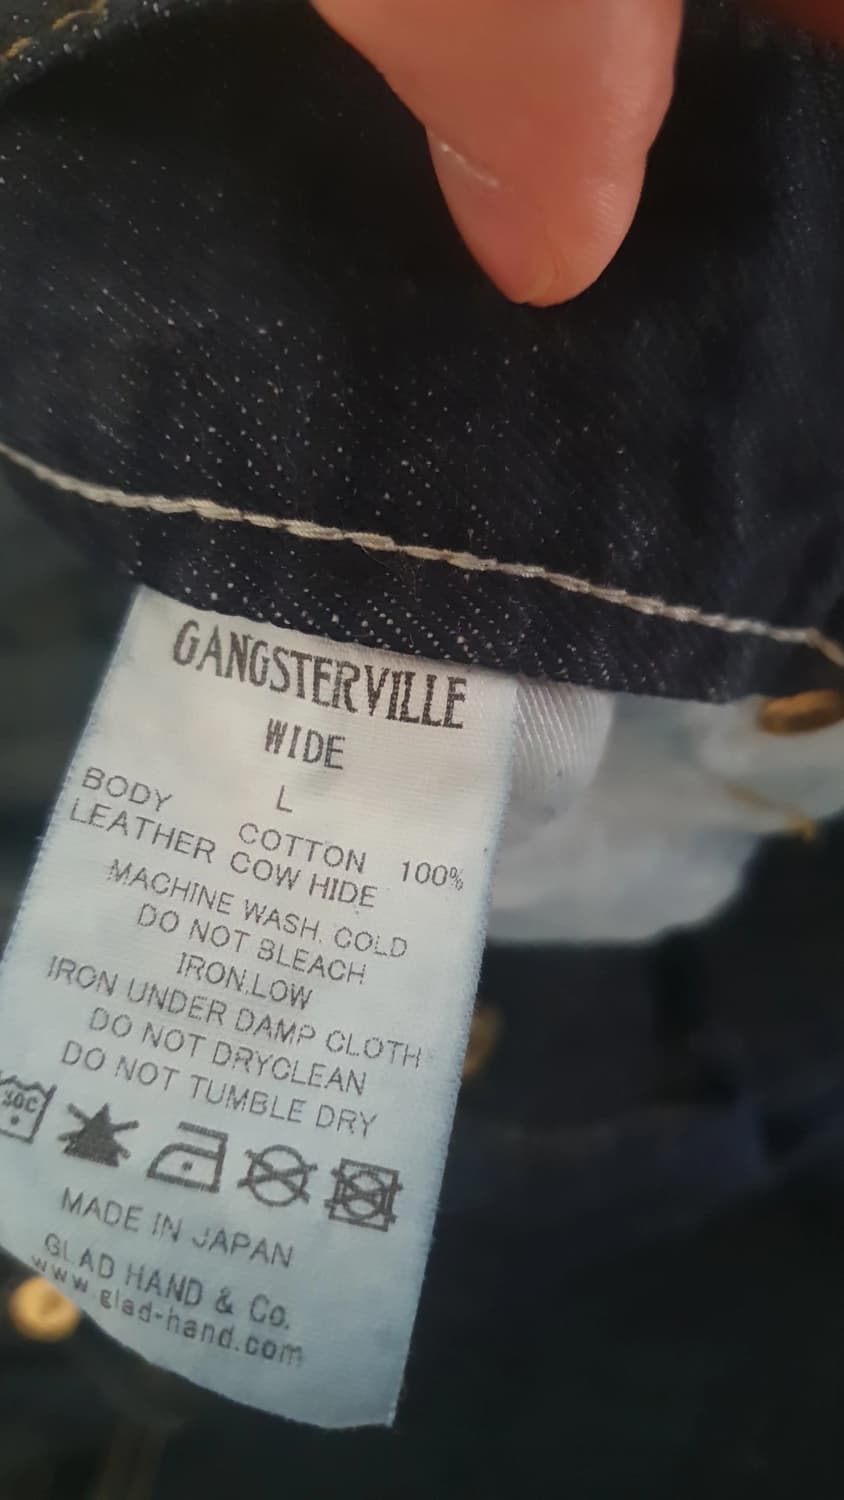 GANGSTERVILLE
WIDE
L
BODY COTTON 100%
LEATHER COW HIDE
MACHINE WASH. COLD
DO NOT BLEACH
IRON.LOW
IRON UNDER DAMP CLOTH
DO NOT DRYCLEAN
DO NOT TUMBLE DRY
30C
MADE IN JAPAN
GLAD HAND & Co.
www.glad-hand.com